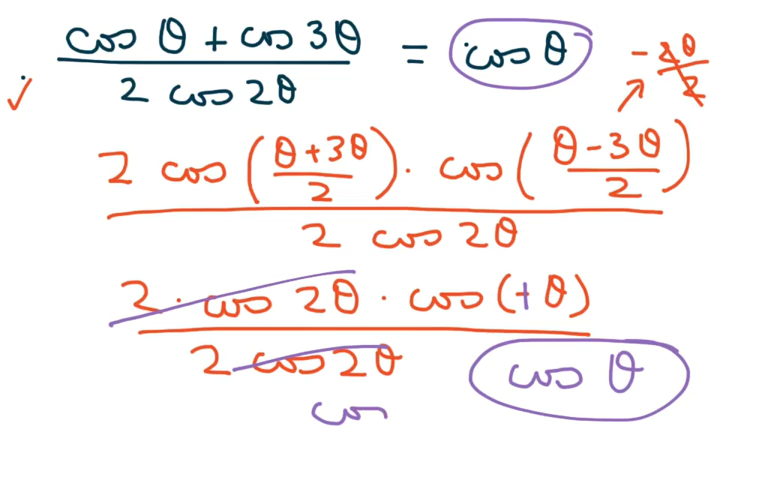 (cos θ + cos 3θ) / (2 cos 2θ) = cos θ
-2θ/2
(2 cos((θ+3θ)/2) · cos((θ-3θ)/2)) / (2 cos 2θ)
(2 · cos 2θ · cos(+θ)) / (2 cos 2θ)
cos θ
cos